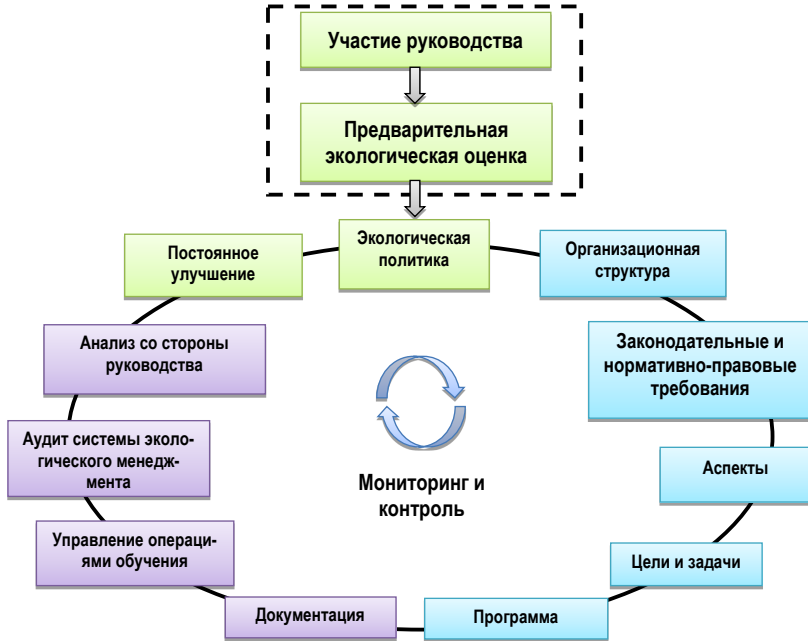 Участие руководства
Предварительная
экологическая оценка
Экологическая
политика
Организационная
структура
Законодательные и
нормативно-правовые
требования
Аспекты
Цели и задачи
Программа
Документация
Управление операци-
ями обучения
Аудит системы эколо-
гического менедж-
мента
Анализ со стороны
руководства
Постоянное
улучшение
Мониторинг и
контроль